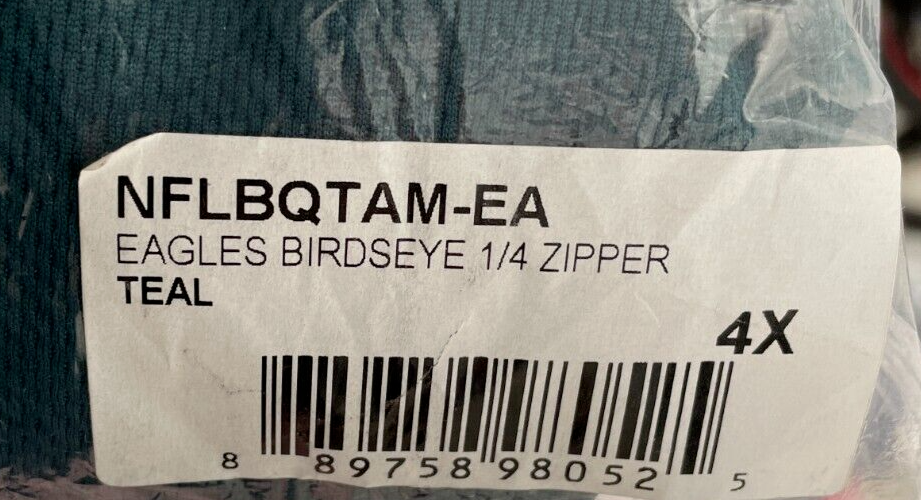 NFLBQTAM-EA
EAGLES BIRDSEYE 1/4 ZIPPER
TEAL
4X
8 89758 98052 5